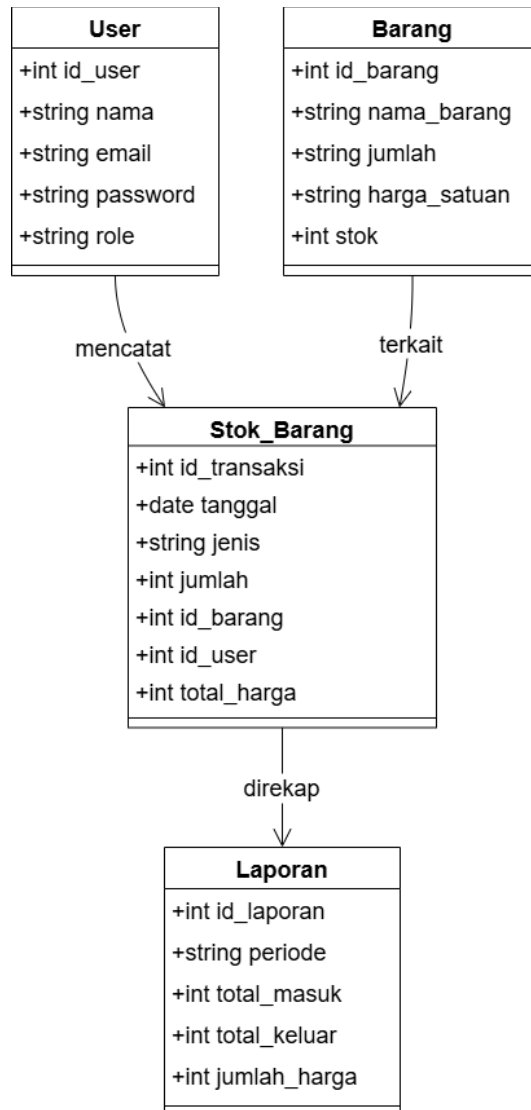 User
+int id_user
+string nama
+string email
+string password
+string role
Barang
+int id_barang
+string nama_barang
+string jumlah
+string harga_satuan
+int stok
mencatat
terkait
Stok_Barang
+int id_transaksi
+date tanggal
+string jenis
+int jumlah
+int id_barang
+int id_user
+int total_harga
direkap
Laporan
+int id_laporan
+string periode
+int total_masuk
+int total_keluar
+int jumlah_harga